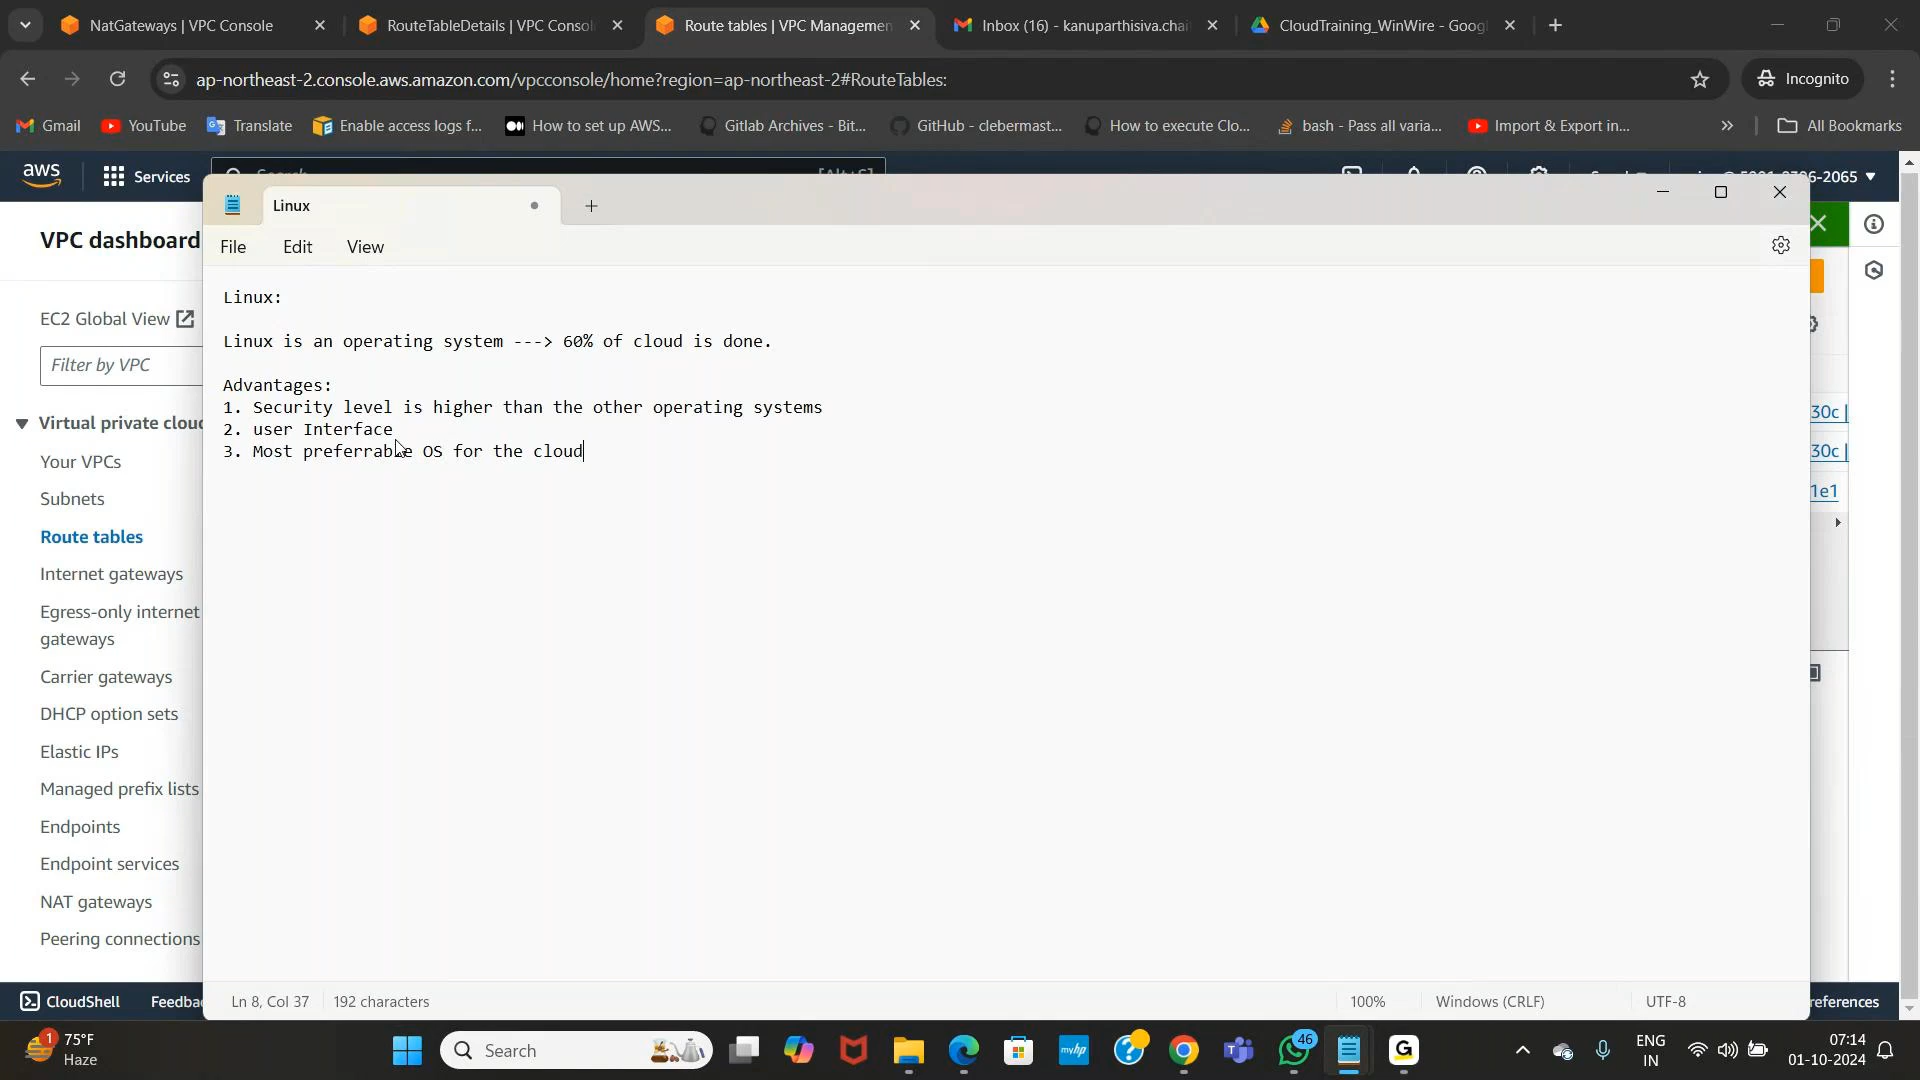 NatGateways | VPC Console
RouteTableDetails | VPC Consol
Route tables | VPC Managemen
Inbox (16) - kanuparthisiva.chai
CloudTraining_WinWire - Goog
ap-northeast-2.console.aws.amazon.com/vpcconsole/home?region=ap-northeast-2#RouteTables:
Incognito
Gmail
YouTube
Translate
Enable access logs f...
How to set up AWS...
Gitlab Archives - Bit...
GitHub - clebermast...
How to execute Clo...
bash - Pass all varia...
Import & Export in...
All Bookmarks
aws
Services
Linux
File
Edit
View
Linux:
Linux is an operating system ---> 60% of cloud is done.
Advantages:
1. Security level is higher than the other operating systems
2. user Interface
3. Most preferrable OS for the cloud
VPC dashboard
EC2 Global View
Filter by VPC
Virtual private clou
Your VPCs
Subnets
Route tables
Internet gateways
Egress-only internet
gateways
Carrier gateways
DHCP option sets
Elastic IPs
Managed prefix lists
Endpoints
Endpoint services
NAT gateways
Peering connections
30c |
30c |
1e1
CloudShell
Feedba
Ln 8, Col 37
192 characters
100%
Windows (CRLF)
UTF-8
references
1
75°F
Haze
Search
myhp
46
G
ENG
IN
07:14
01-10-2024